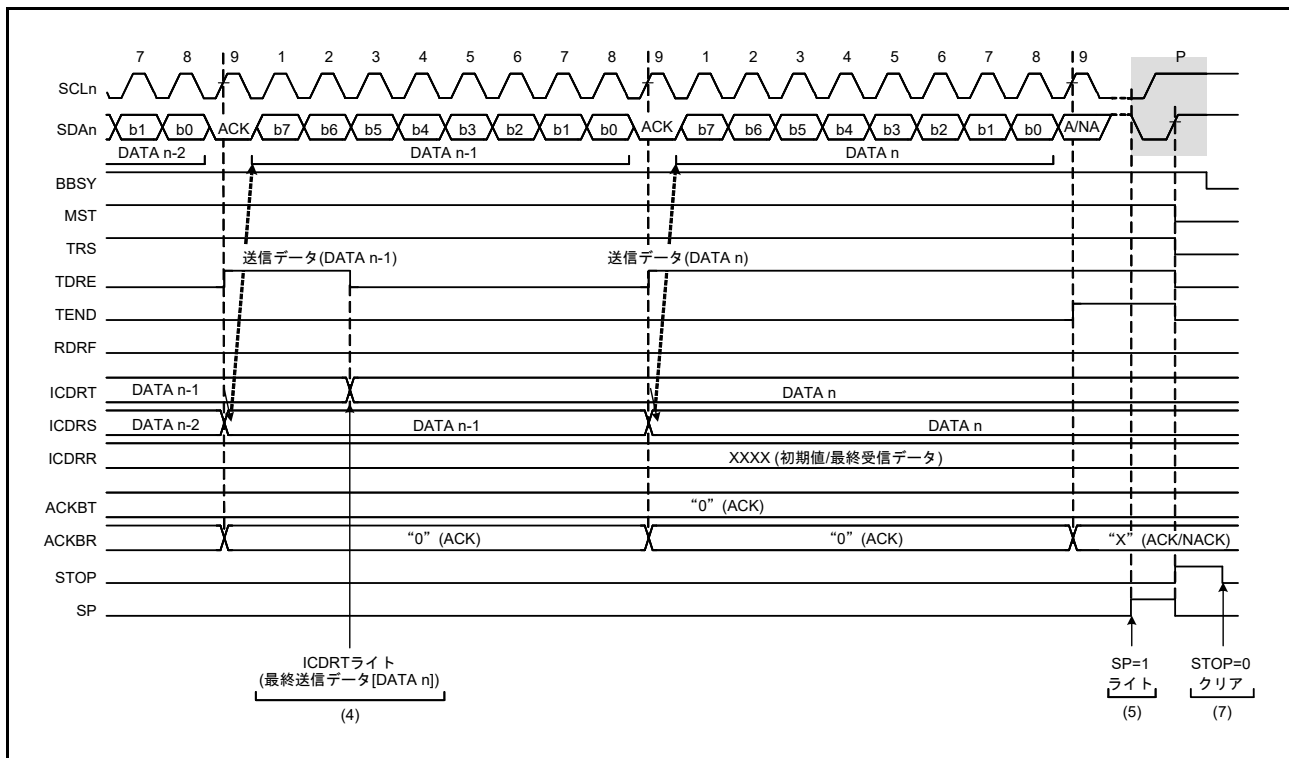 7 8 9 1 2 3 4 5 6 7 8 9 1 2 3 4 5 6 7 8 9 P
SCLn
SDAn b1 b0 ACK b7 b6 b5 b4 b3 b2 b1 b0 ACK b7 b6 b5 b4 b3 b2 b1 b0 A/NA
DATA n-2 DATA n-1 DATA n
BBSY
MST
TRS
送信データ(DATA n-1) 送信データ(DATA n)
TDRE
TEND
RDRF
ICDRT DATA n-1 DATA n
ICDRS DATA n-2 DATA n-1 DATA n
ICDRR XXXX (初期値/最終受信データ)
ACKBT “0” (ACK)
ACKBR “0” (ACK) “0” (ACK) “X” (ACK/NACK)
STOP
SP
ICDRTライト
(最終送信データ[DATA n])
(4)
SP=1
ライト
(5)
STOP=0
クリア
(7)